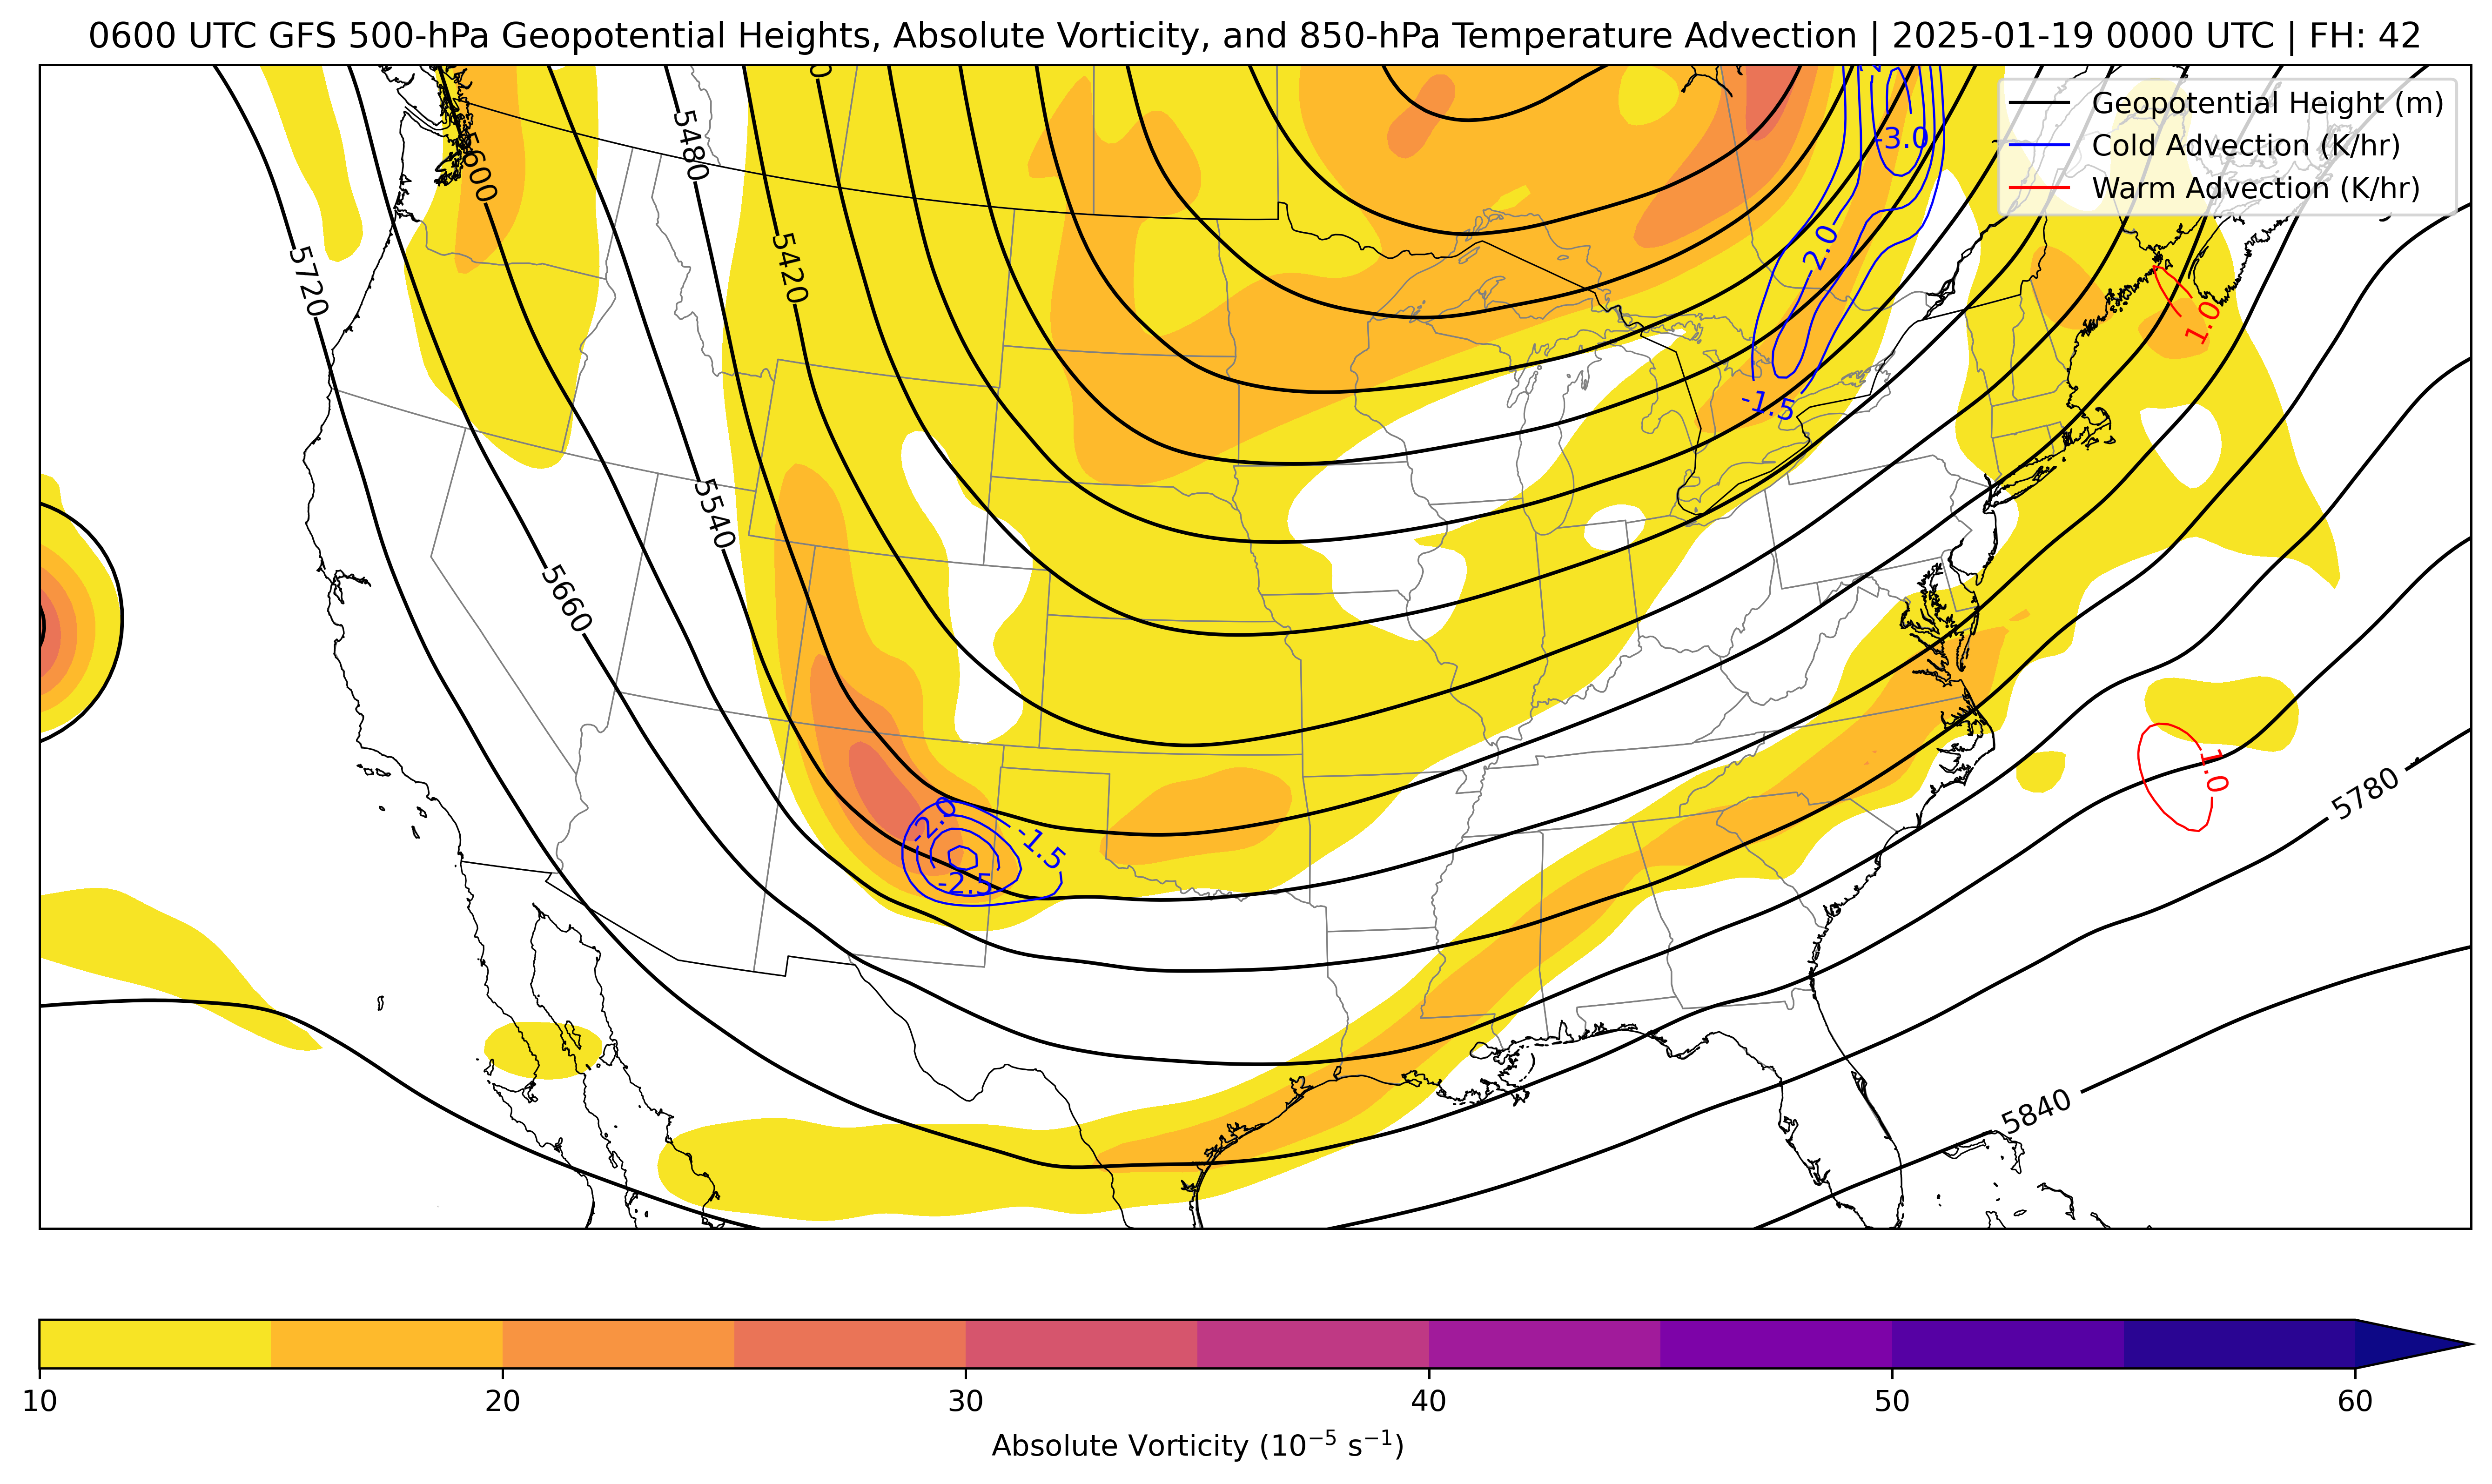 0600 UTC GFS 500-hPa Geopotential Heights, Absolute Vorticity, and 850-hPa Temperature Advection | 2025-01-19 0000 UTC | FH: 42
Geopotential Height (m)
Cold Advection (K/hr)
Warm Advection (K/hr)
-3.0
5480
5600
5720
5420
-2.0
1.0
-1.5
5540
5660
-2.0
-1.5
-2.5
1.0
5780
5840
10 20 30 40 50 60
Absolute Vorticity (10⁻⁵ s⁻¹)